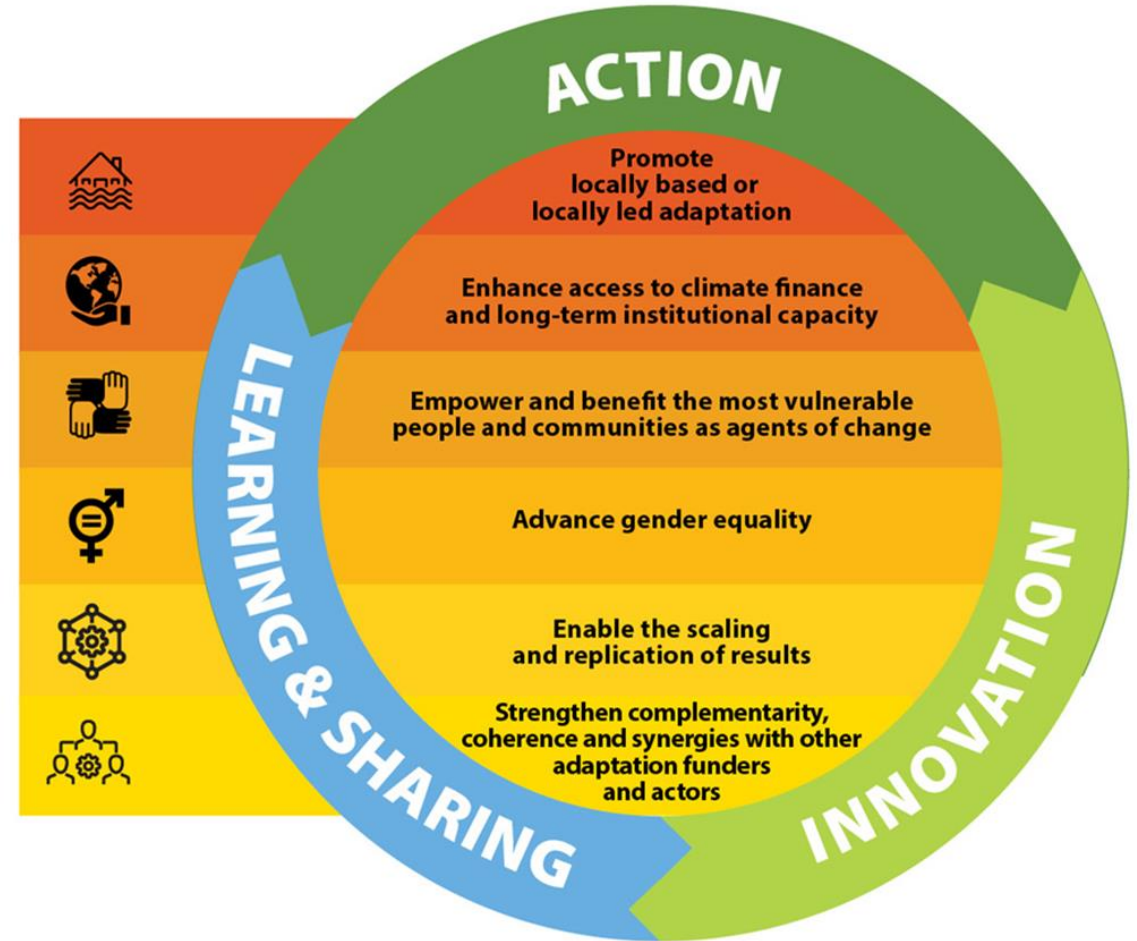 ACTION
Promote
locally based or
locally led adaptation
Enhance access to climate finance
and long-term institutional capacity
Empower and benefit the most vulnerable
people and communities as agents of change
Advance gender equality
Enable the scaling
and replication of results
Strengthen complementarity,
coherence and synergies with other
adaptation funders
and actors
INNOVATION
LEARNING & SHARING